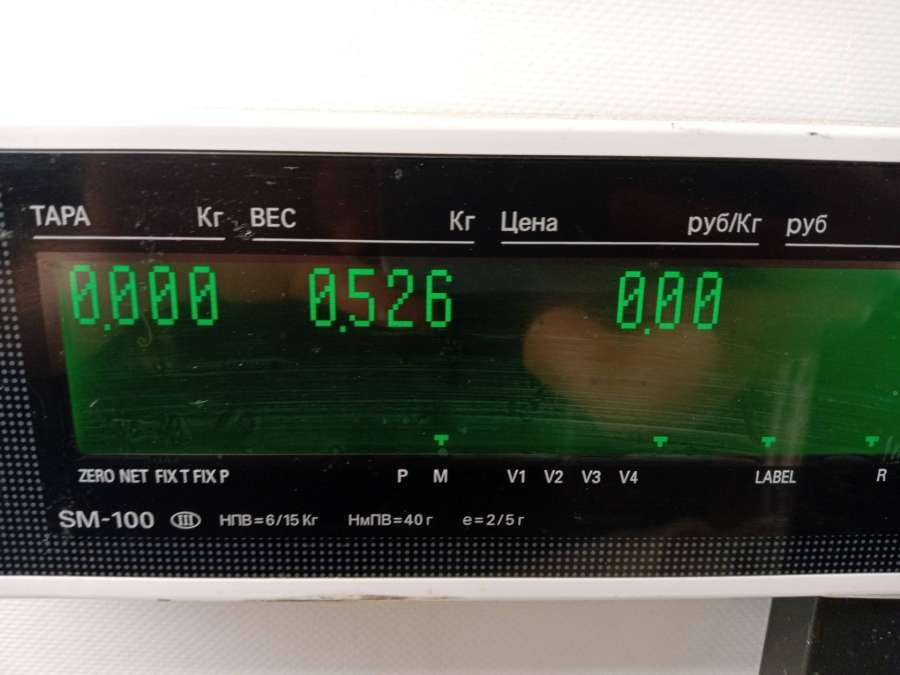 ТАРА Кг ВЕС Кг Цена руб/Кг руб
0.000 0.526 0.00
ZERO NET FIX T FIX P P M V1 V2 V3 V4 LABEL R
SM-100 III НПВ=6/15 Кг НмПВ=40 г е=2/5 г